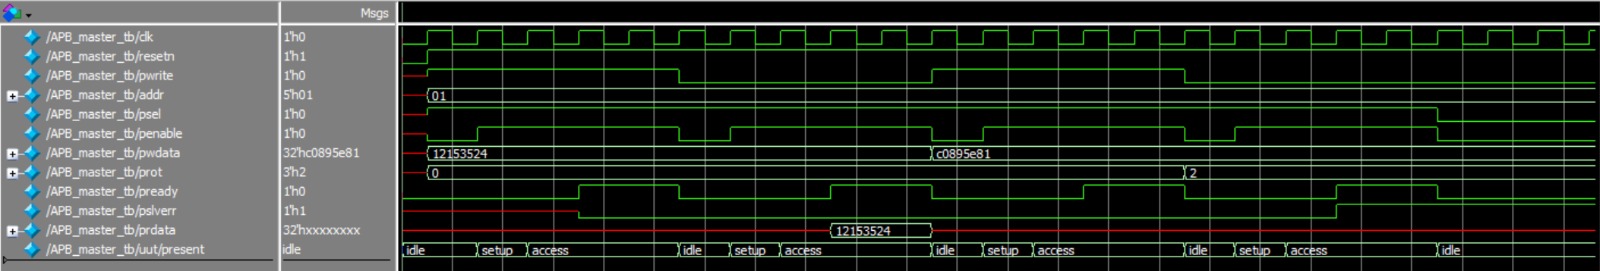 Msgs
/APB_master_tb/clk 1'h0
/APB_master_tb/resetn 1'h1
/APB_master_tb/pwrite 1'h0
/APB_master_tb/addr 5'h01 01
/APB_master_tb/psel 1'h0
/APB_master_tb/penable 1'h0
/APB_master_tb/pwdata 32'hc0895e81 12153524 c0895e81
/APB_master_tb/prot 3'h2 0 2
/APB_master_tb/pready 1'h0
/APB_master_tb/pslverr 1'h1
/APB_master_tb/prdata 32'hxxxxxxxx 12153524
/APB_master_tb/uut/present idle idle setup access idle setup access idle setup access idle setup access idle